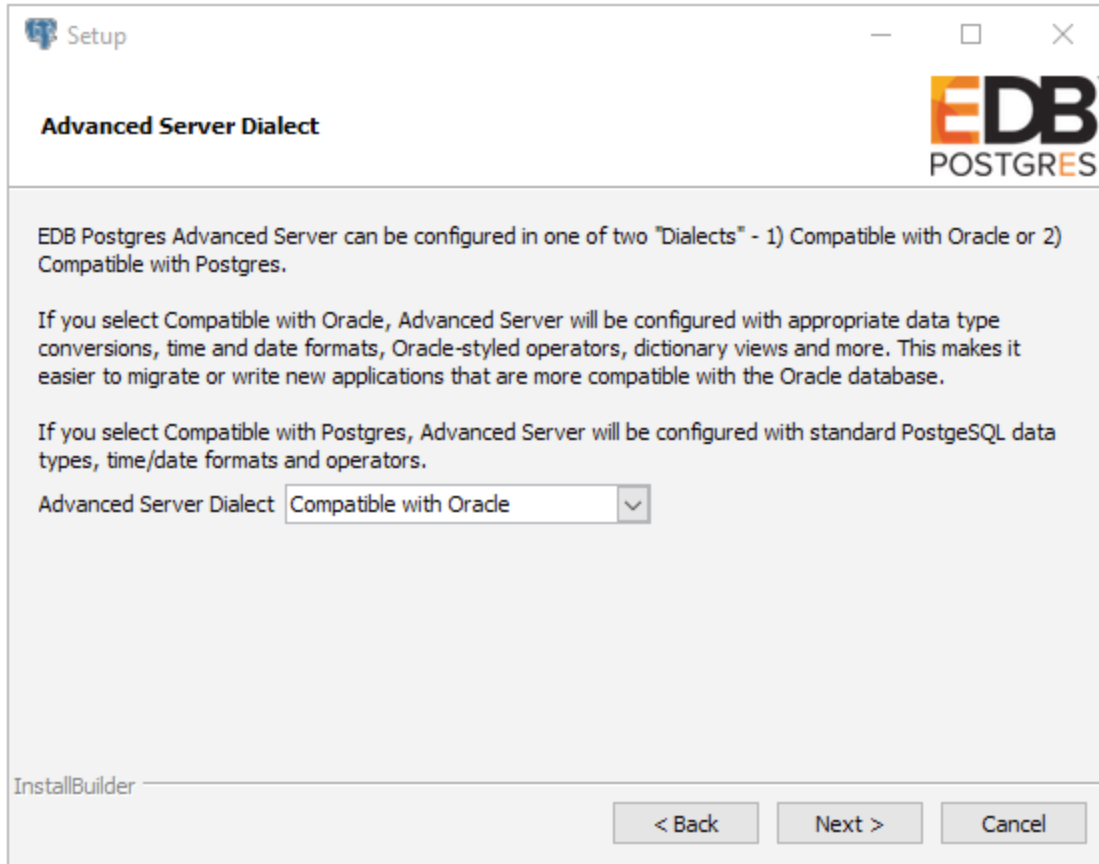 Setup
Advanced Server Dialect
EDB
POSTGRES
EDB Postgres Advanced Server can be configured in one of two "Dialects" - 1) Compatible with Oracle or 2)
Compatible with Postgres.
If you select Compatible with Oracle, Advanced Server will be configured with appropriate data type
conversions, time and date formats, Oracle-styled operators, dictionary views and more. This makes it
easier to migrate or write new applications that are more compatible with the Oracle database.
If you select Compatible with Postgres, Advanced Server will be configured with standard PostgeSQL data
types, time/date formats and operators.
Advanced Server Dialect Compatible with Oracle
InstallBuilder
< Back Next > Cancel